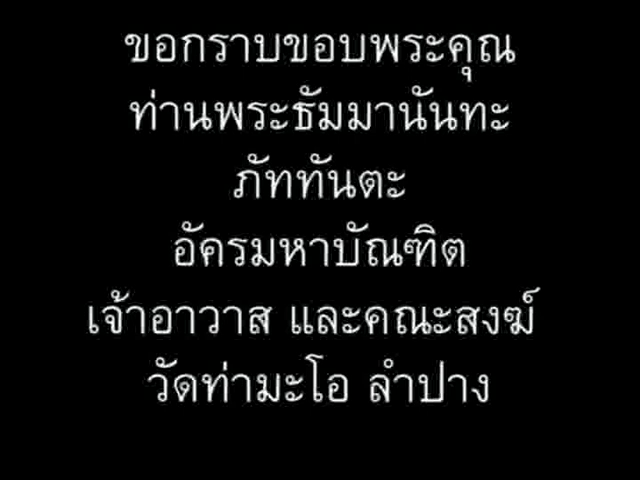 ขอกราบขอบพระคุณ
ท่านพระธัมมานันทะ
ภัททันตะ
อัครมหาบัณฑิต
เจ้าอาวาส และคณะสงฆ์
วัดท่ามะโอ ลำปาง